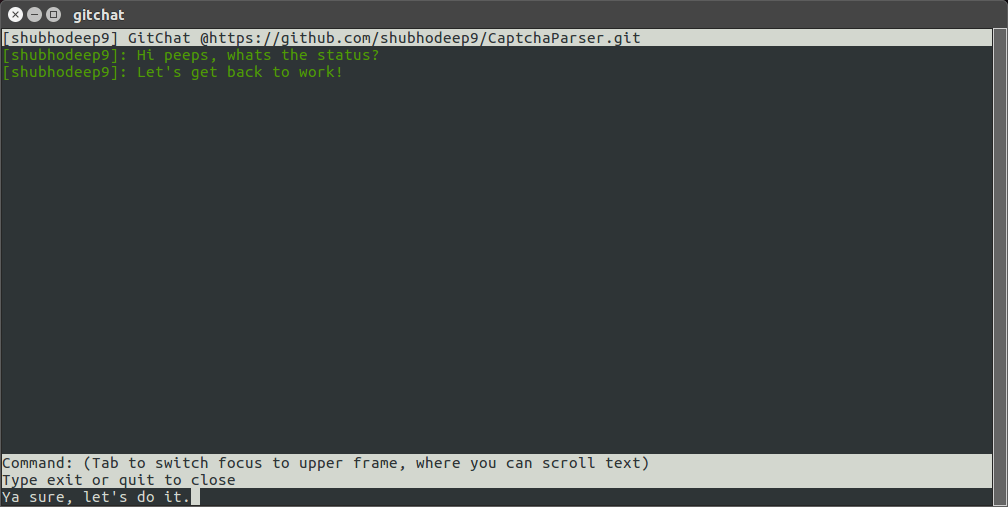 gitchat
[shubhodeep9] GitChat @https://github.com/shubhodeep9/CaptchaParser.git
[shubhodeep9]: Hi peeps, whats the status?
[shubhodeep9]: Let's get back to work!
Command: (Tab to switch focus to upper frame, where you can scroll text)
Type exit or quit to close
Ya sure, let's do it.